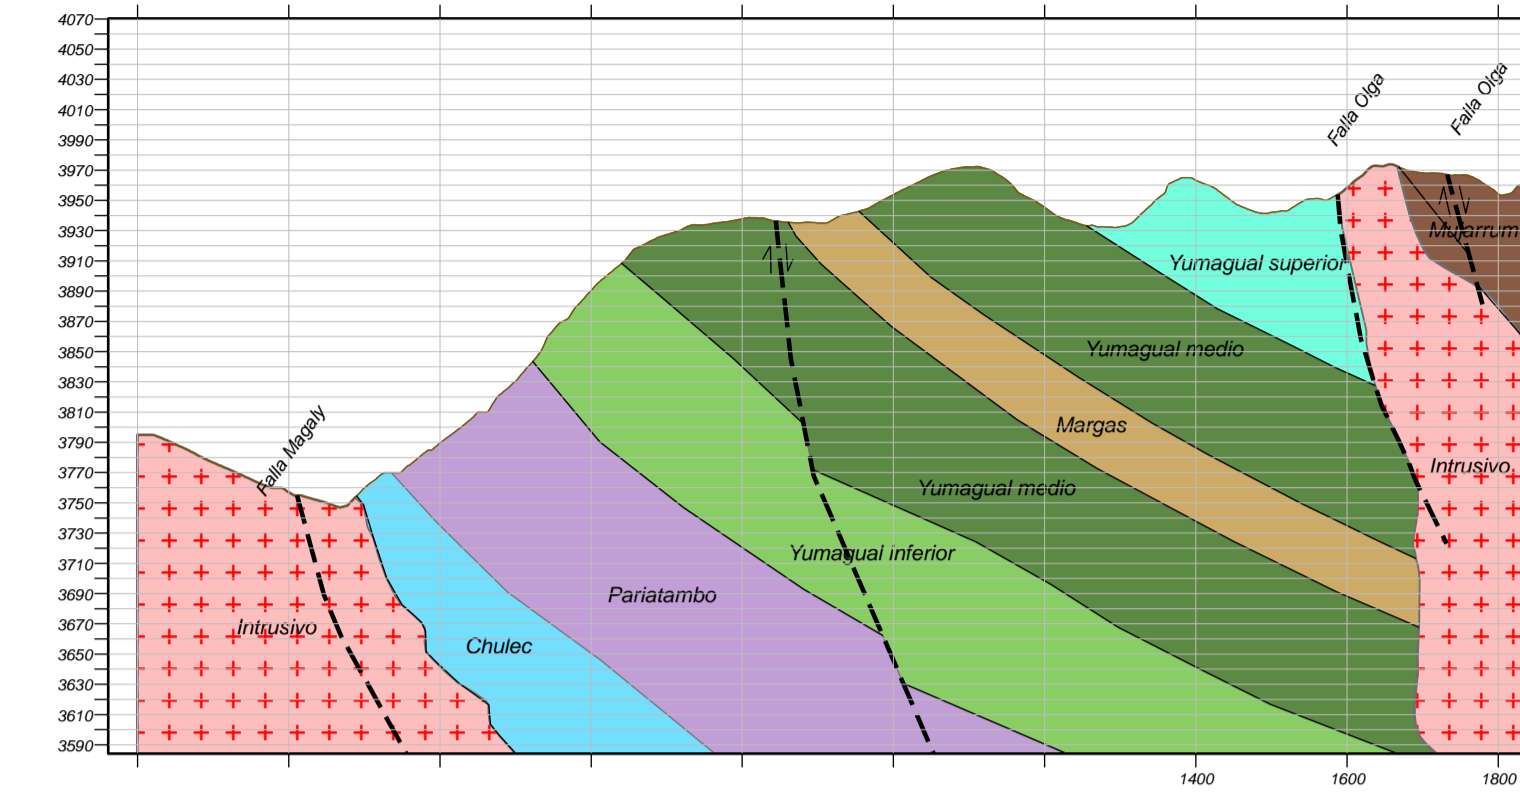 4070
4050
4030
4010
3990
3970
3950
3930
3910
3890
3870
3850
3830
3810
3790
3770
3750
3730
3710
3690
3670
3650
3630
3610
3590
Falla Olga
Falla Olga
Mujarrum
Yumagual superior
Yumagual medio
Falla Magaly
Margas
Intrusivo
Yumagual medio
Yumagual inferior
Pariatambo
Intrusivo
Chulec
1400
1600
1800